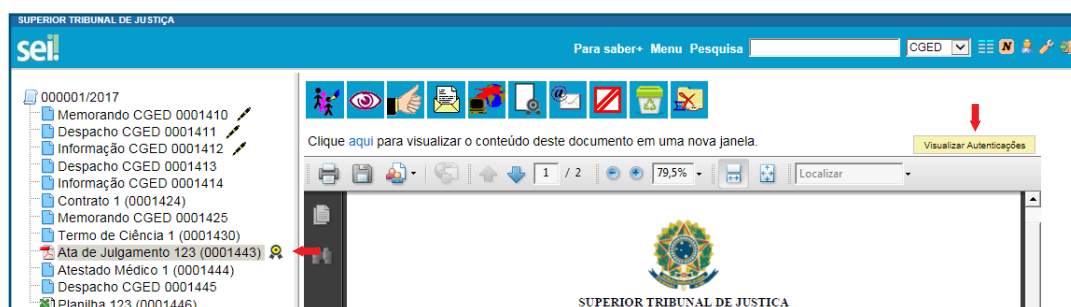 SUPERIOR TRIBUNAL DE JUSTIÇA
sei!
Para saber+ Menu Pesquisa
CGED
N
000001/2017
Memorando CGED 0001410
Despacho CGED 0001411
Informação CGED 0001412
Despacho CGED 0001413
Informação CGED 0001414
Contrato 1 (0001424)
Memorando CGED 0001425
Termo de Ciência 1 (0001430)
Ata de Julgamento 123 (0001443)
Atestado Médico 1 (0001444)
Despacho CGED 0001445
Planilha 123 (0001446)
Clique aqui para visualizar o conteúdo deste documento em uma nova janela.
Visualizar Autenticações
1 / 2
79,5%
Localizar
SUPERIOR TRIBUNAL DE JUSTIÇA